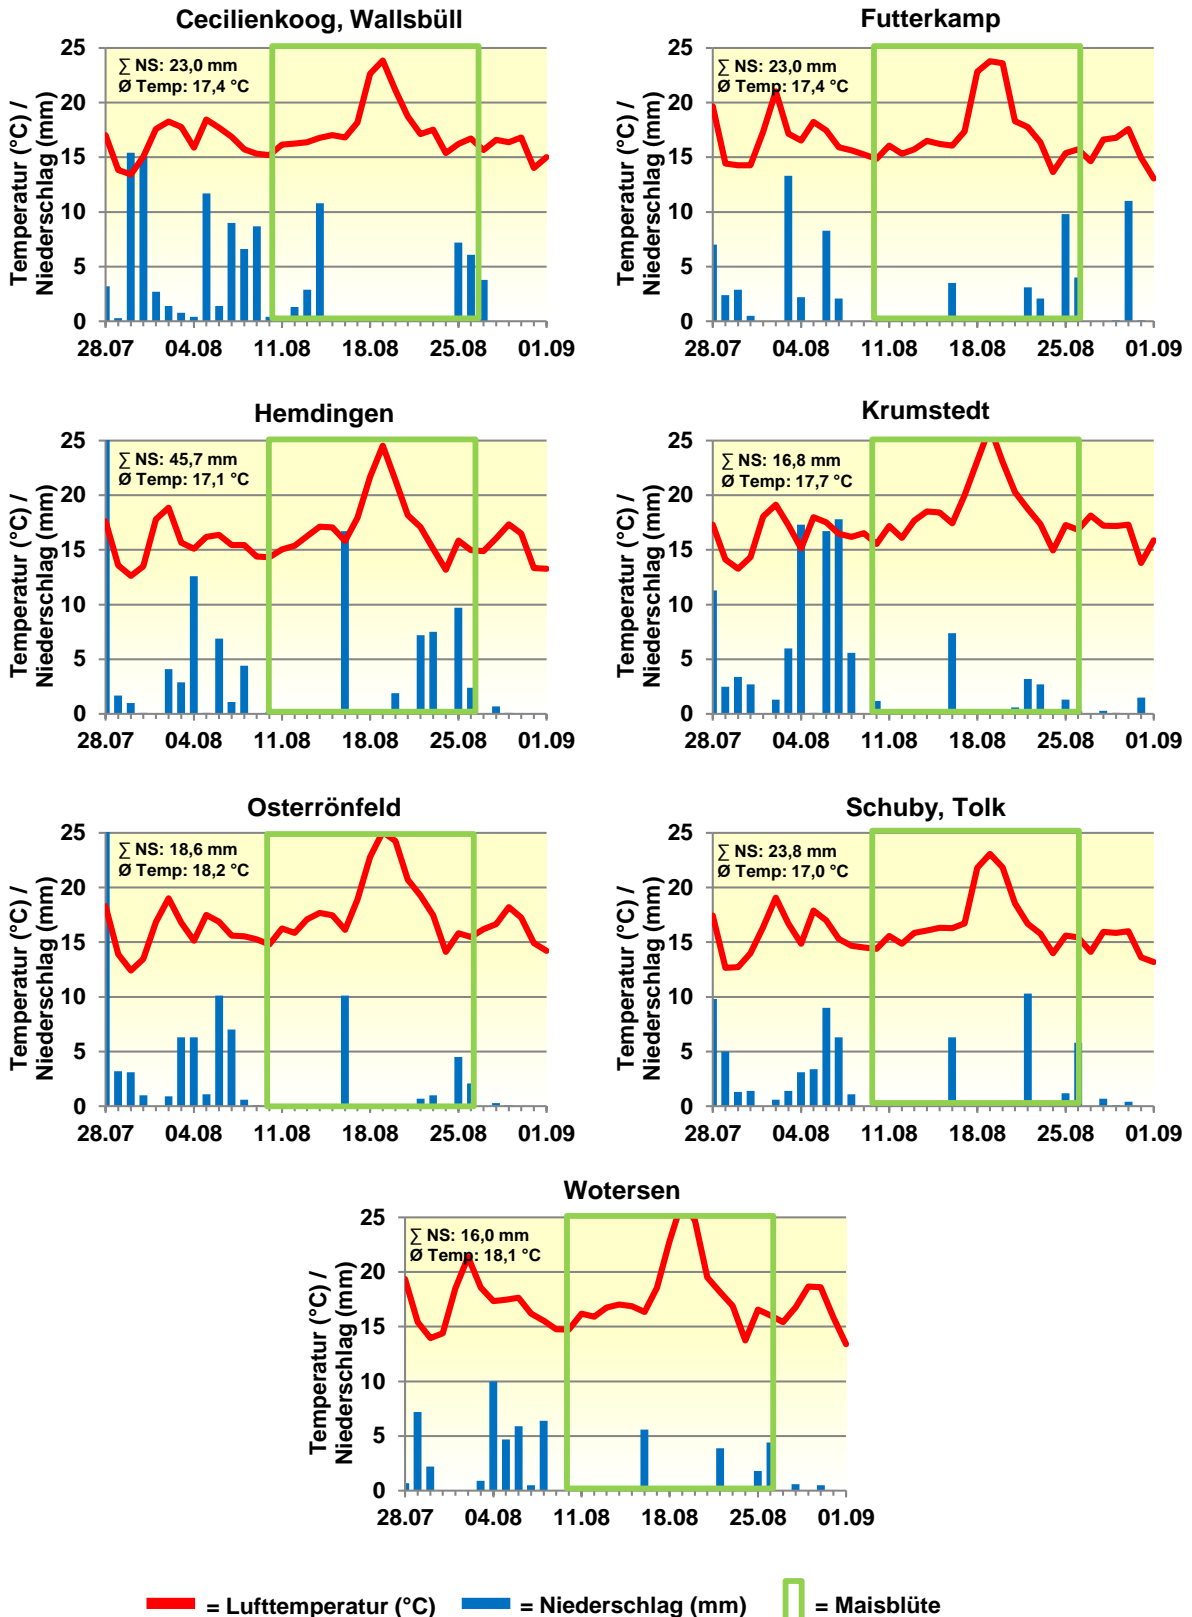 Cecilienkoog, Wallsbüll
Temperatur (°C) /
Niederschlag (mm)
25
20
15
10
5
0
∑ NS: 23,0 mm
Ø Temp: 17,4 °C
28.07 04.08 11.08 18.08 25.08 01.09
Futterkamp
Temperatur (°C) /
Niederschlag (mm)
25
20
15
10
5
0
∑ NS: 23,0 mm
Ø Temp: 17,4 °C
28.07 04.08 11.08 18.08 25.08 01.09
Hemdingen
Temperatur (°C) /
Niederschlag (mm)
25
20
15
10
5
0
∑ NS: 45,7 mm
Ø Temp: 17,1 °C
28.07 04.08 11.08 18.08 25.08 01.09
Krumstedt
Temperatur (°C) /
Niederschlag (mm)
25
20
15
10
5
0
∑ NS: 16,8 mm
Ø Temp: 17,7 °C
28.07 04.08 11.08 18.08 25.08 01.09
Osterrönfeld
Temperatur (°C) /
Niederschlag (mm)
25
20
15
10
5
0
∑ NS: 18,6 mm
Ø Temp: 18,2 °C
28.07 04.08 11.08 18.08 25.08 01.09
Schuby, Tolk
Temperatur (°C) /
Niederschlag (mm)
25
20
15
10
5
0
∑ NS: 23,8 mm
Ø Temp: 17,0 °C
28.07 04.08 11.08 18.08 25.08 01.09
Wotersen
Temperatur (°C) /
Niederschlag (mm)
25
20
15
10
5
0
∑ NS: 16,0 mm
Ø Temp: 18,1 °C
28.07 04.08 11.08 18.08 25.08 01.09
= Lufttemperatur (°C) = Niederschlag (mm) = Maisblüte